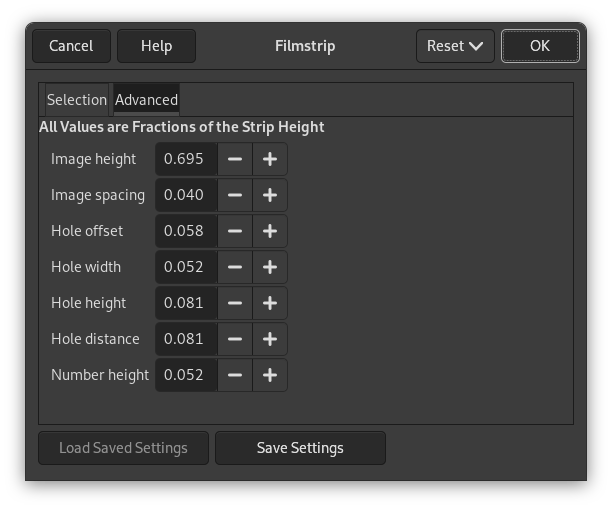 Cancel Help Filmstrip Reset OK
Selection Advanced
All Values are Fractions of the Strip Height
Image height 0.695
Image spacing 0.040
Hole offset 0.058
Hole width 0.052
Hole height 0.081
Hole distance 0.081
Number height 0.052
Load Saved Settings Save Settings